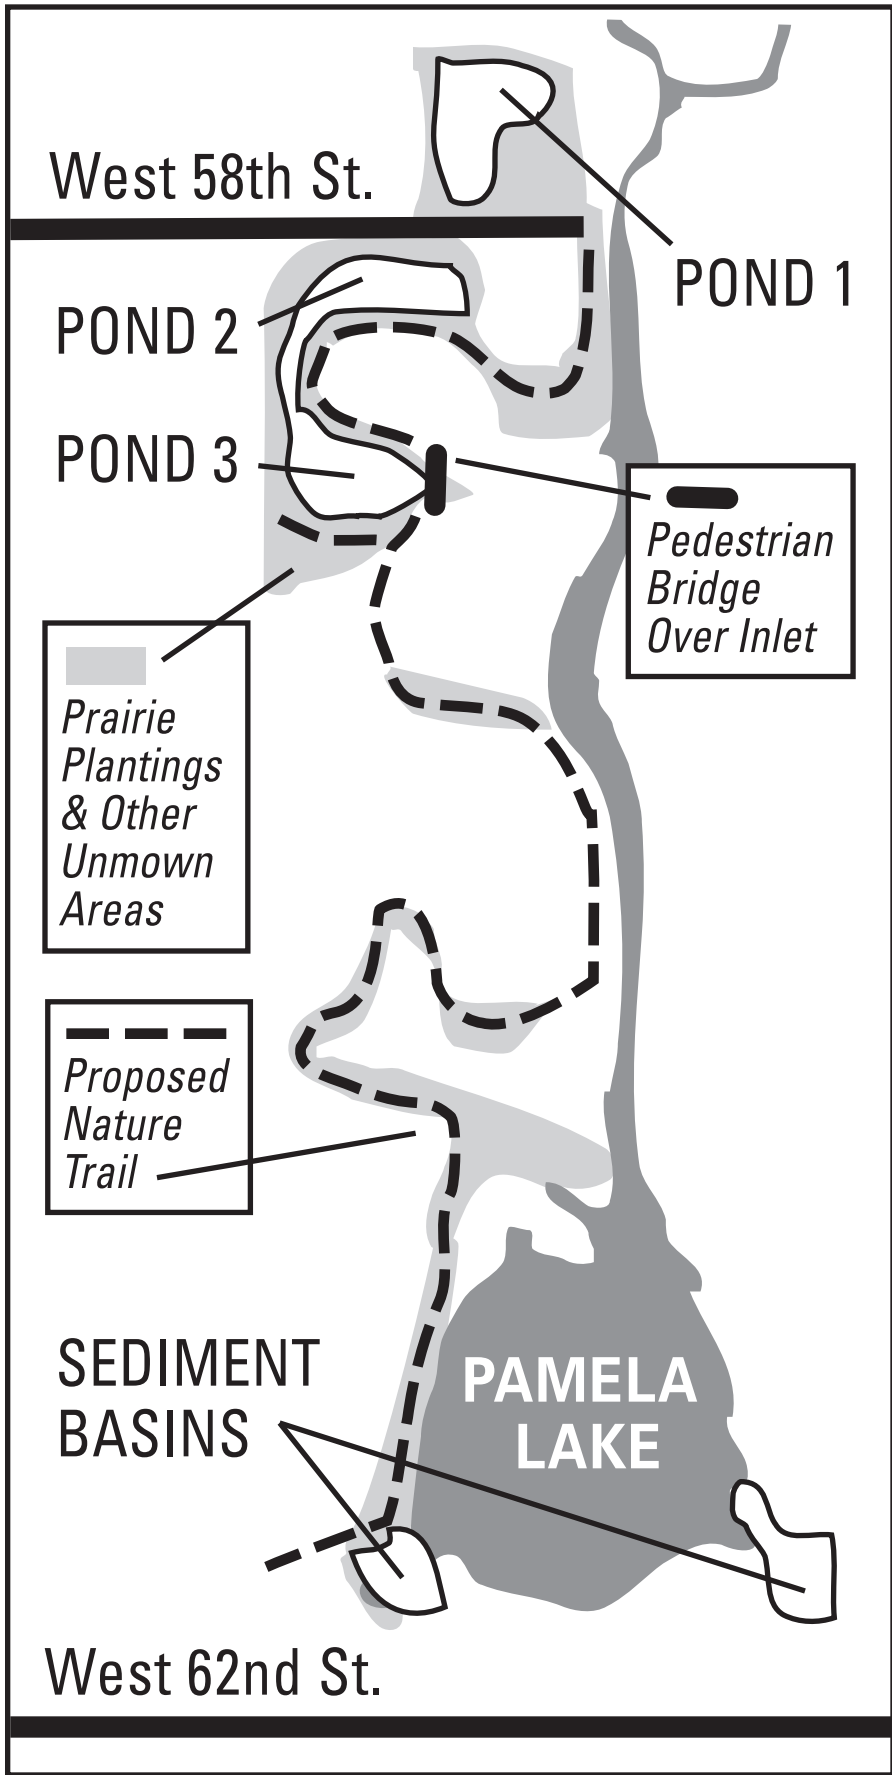 West 58th St.
POND 1
POND 2
POND 3
Pedestrian
Bridge
Over Inlet
Prairie
Plantings
& Other
Unmown
Areas
Proposed
Nature
Trail
SEDIMENT
BASINS
PAMELA
LAKE
West 62nd St.